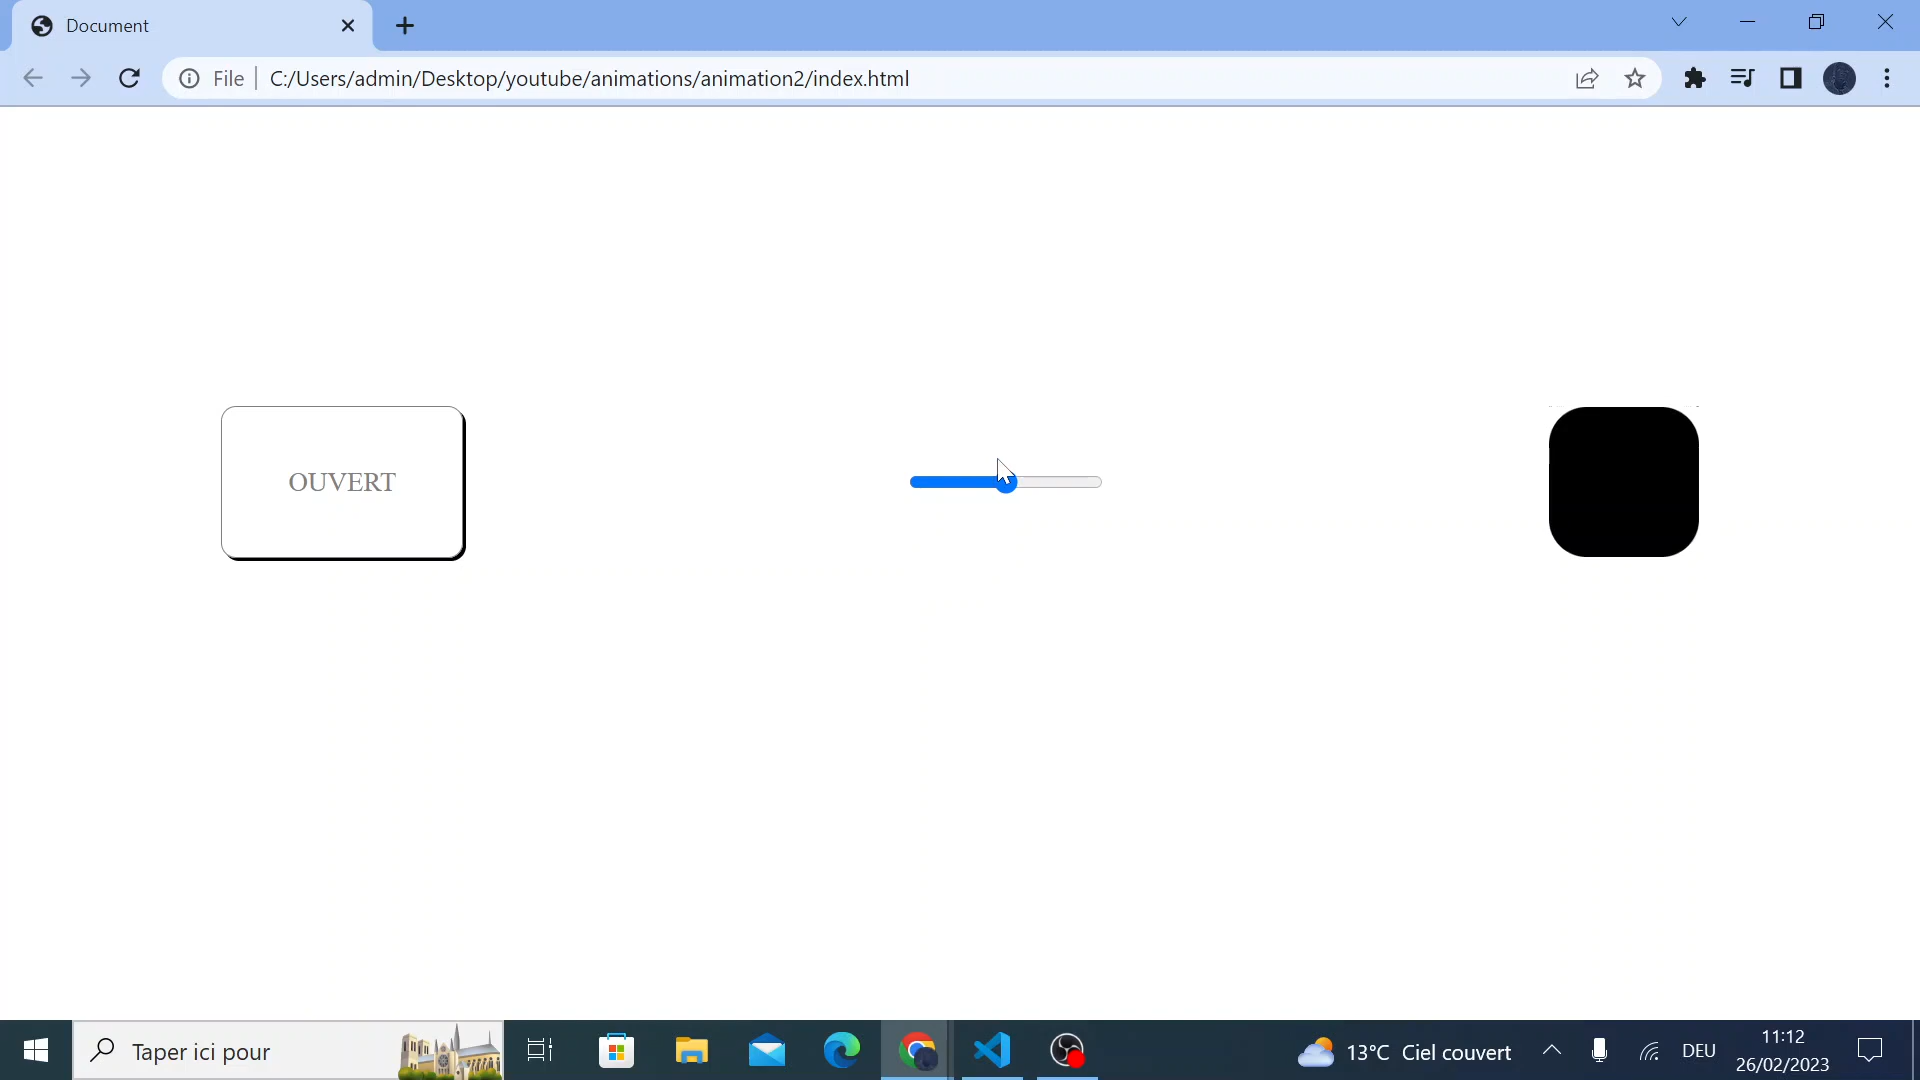 Document
File
C:/Users/admin/Desktop/youtube/animations/animation2/index.html
OUVERT
Taper ici pour
13°C Ciel couvert
DEU
11:12
26/02/2023